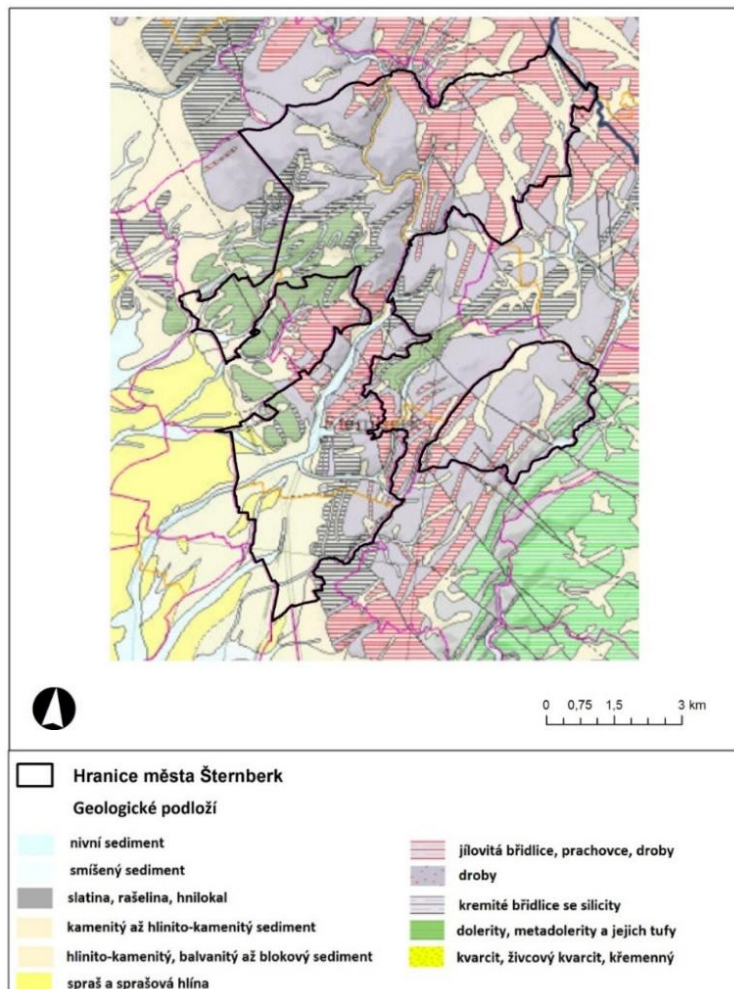 Šternberk
0 0,75 1,5 3 km
Hranice města Šternberk
Geologické podloží
nivní sediment
smíšený sediment
slatina, rašelina, hnilokal
kamenitý až hlinito-kamenitý sediment
hlinito-kamenitý, balvanitý až blokový sediment
spraš a sprašová hlína
jílovitá břidlice, prachovce, droby
droby
kremité břidlice se silicity
dolerity, metadolerity a jejich tufy
kvarcit, živcový kvarcit, křemenný